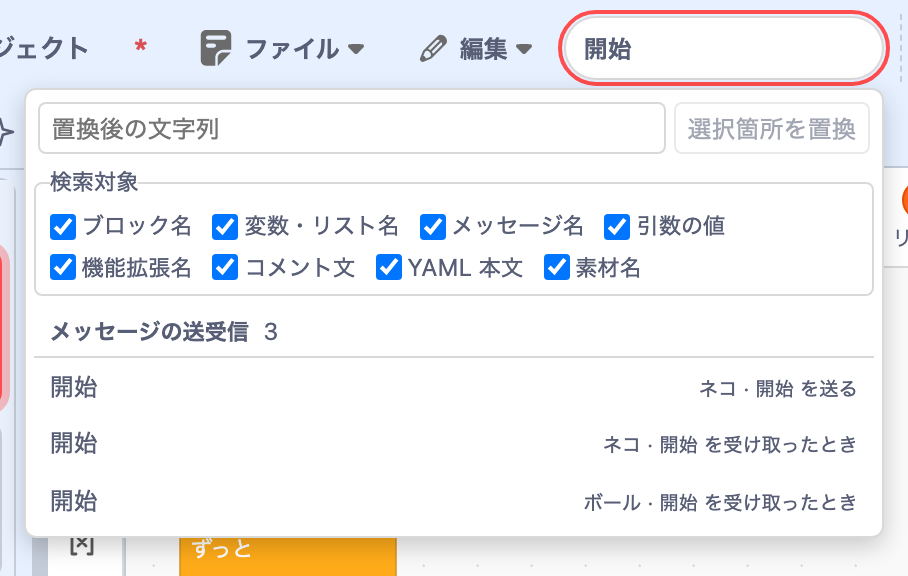 ジェクト * ファイル 編集 開始
置換後の文字列 選択箇所を置換
検索対象
ブロック名 変数・リスト名 メッセージ名 引数の値
機能拡張名 コメント文 YAML 本文 素材名
メッセージの送受信 3
開始 ネコ · 開始 を送る
開始 ネコ · 開始 を受け取ったとき
開始 ボール · 開始 を受け取ったとき
ずっと